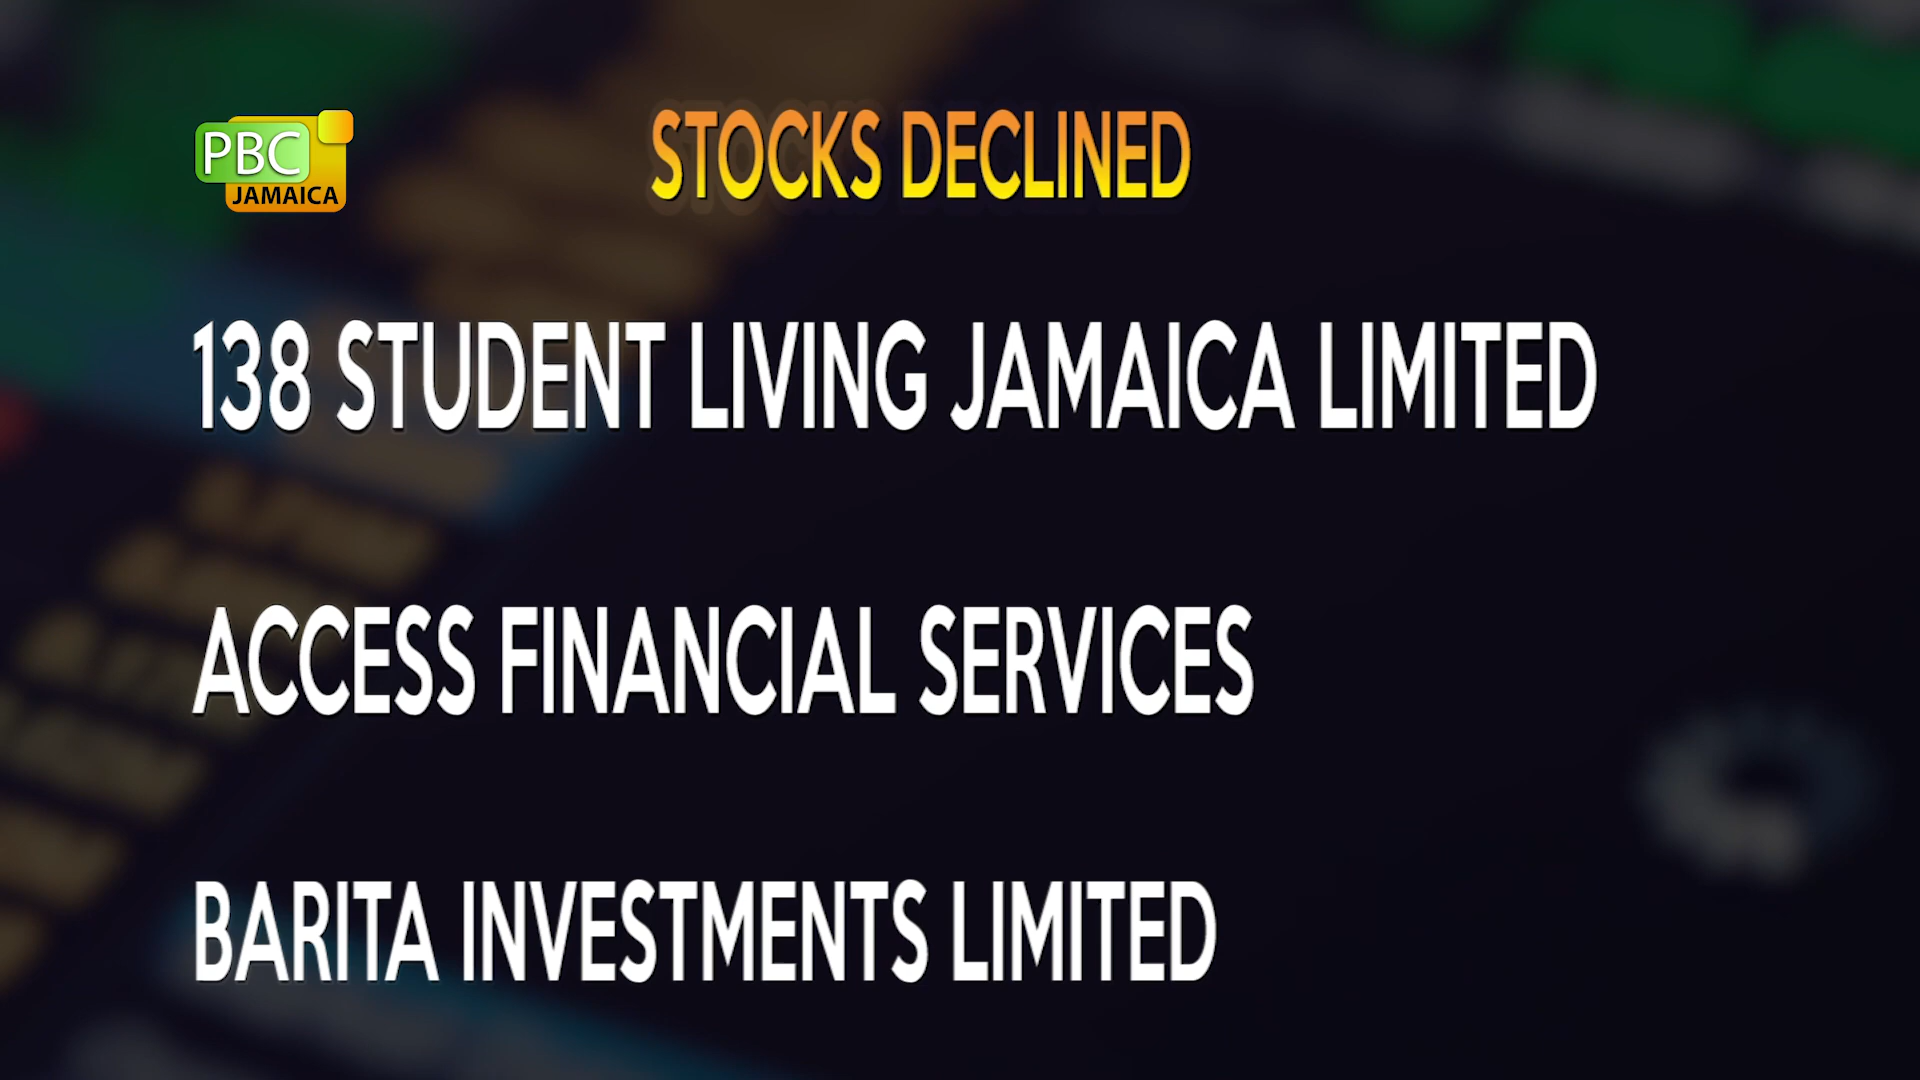 PBC
JAMAICA
STOCKS DECLINED
138 STUDENT LIVING JAMAICA LIMITED
ACCESS FINANCIAL SERVICES
BARITA INVESTMENTS LIMITED